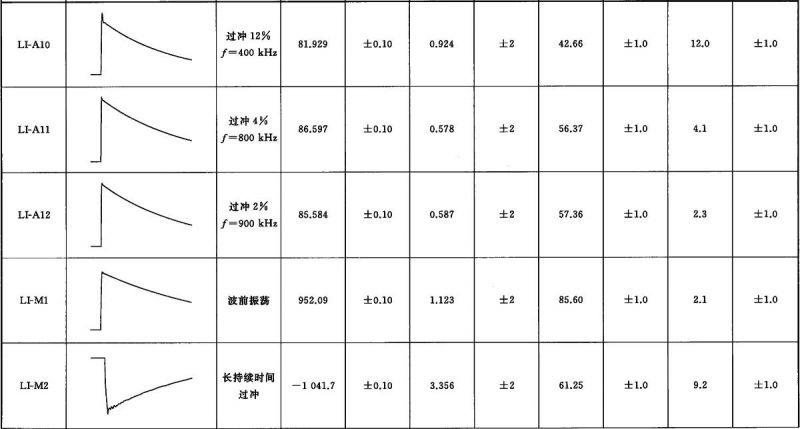 LI-A10 过冲 12% f=400 kHz 81.929 ±0.10 0.924 ±2 42.66 ±1.0 12.0 ±1.0
LI-A11 过冲 4% f=800 kHz 86.597 ±0.10 0.578 ±2 56.37 ±1.0 4.1 ±1.0
LI-A12 过冲 2% f=900 kHz 85.584 ±0.10 0.587 ±2 57.36 ±1.0 2.3 ±1.0
LI-M1 波前振荡 952.09 ±0.10 1.123 ±2 85.60 ±1.0 2.1 ±1.0
LI-M2 长持续时间过冲 −1 041.7 ±0.10 3.356 ±2 61.25 ±1.0 9.2 ±1.0